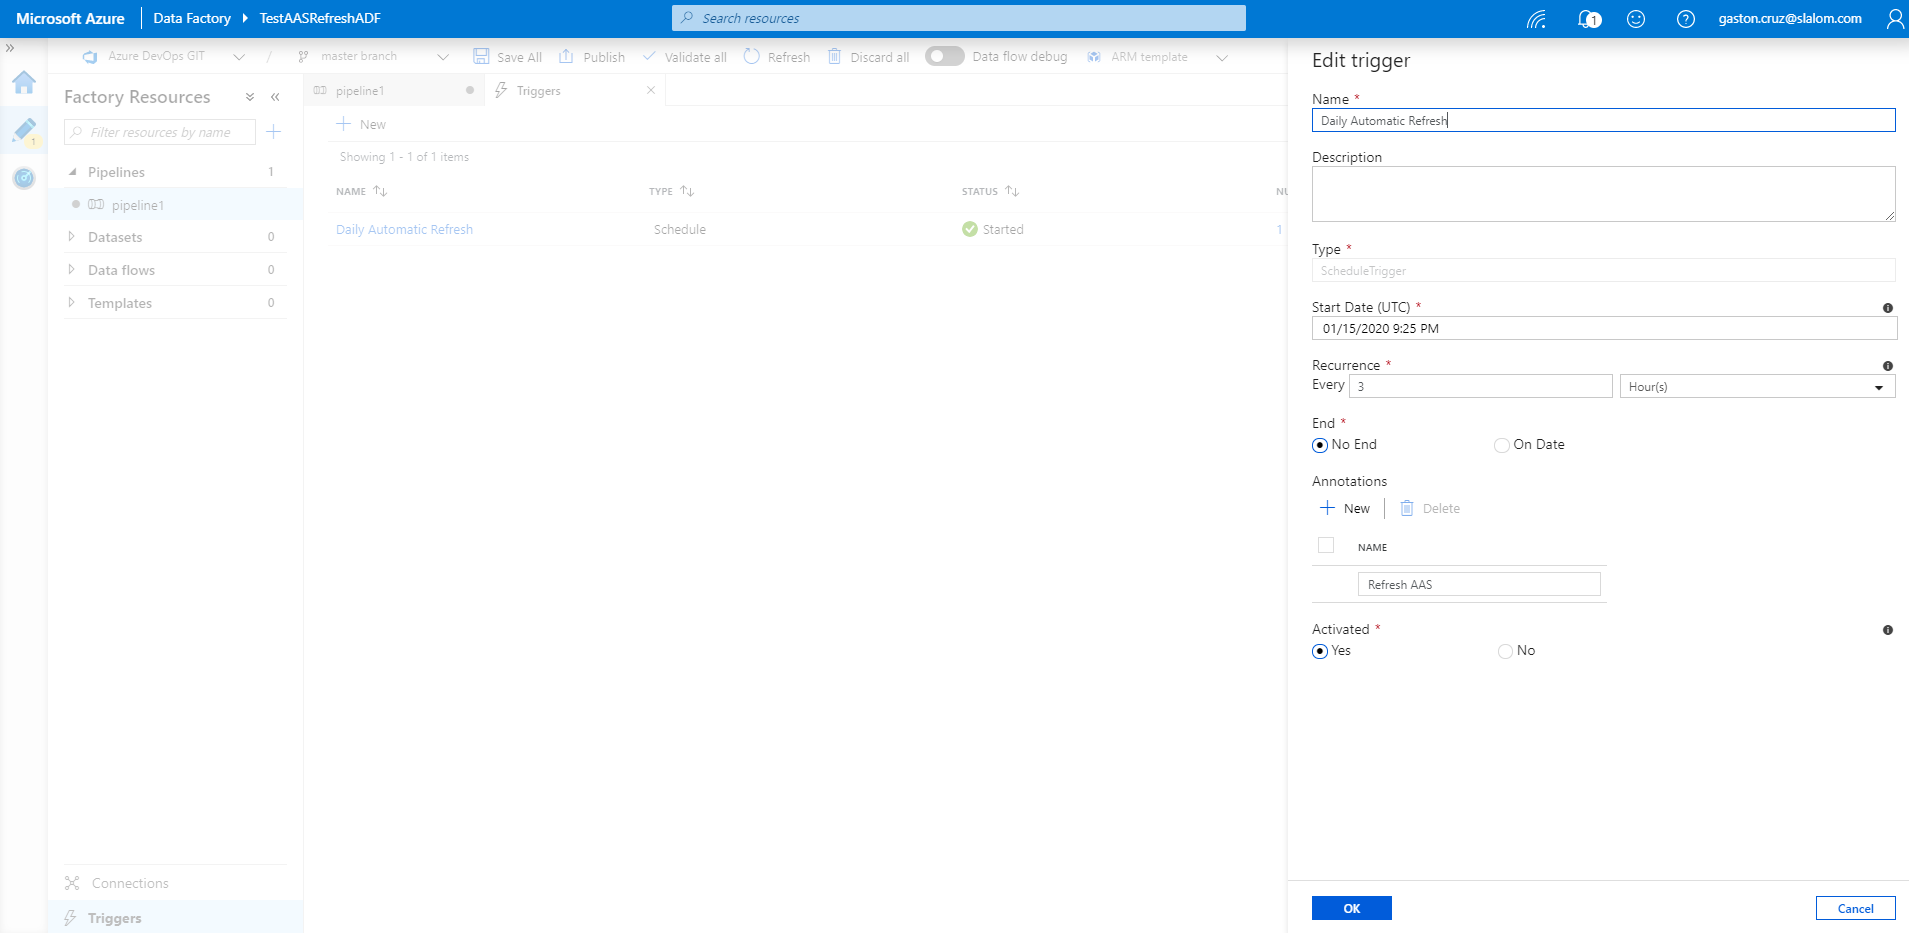 Microsoft Azure Data Factory TestAASRefreshADF Search resources 1 gaston.cruz@slalom.com
Azure DevOps GIT / master branch Save All Publish Validate all Refresh Discard all Data flow debug ARM template
Factory Resources
Filter resources by name
1
Pipelines 1
pipeline1
Datasets 0
Data flows 0
Templates 0
Connections
Triggers
pipeline1 Triggers
New
Showing 1 - 1 of 1 items
NAME TYPE STATUS NU
Daily Automatic Refresh Schedule Started 1
Edit trigger
Name *
Daily Automatic Refresh
Description
Type *
ScheduleTrigger
Start Date (UTC) *
01/15/2020 9:25 PM
Recurrence *
Every 3 Hour(s)
End *
No End On Date
Annotations
New Delete
NAME
Refresh AAS
Activated *
Yes No
OK Cancel